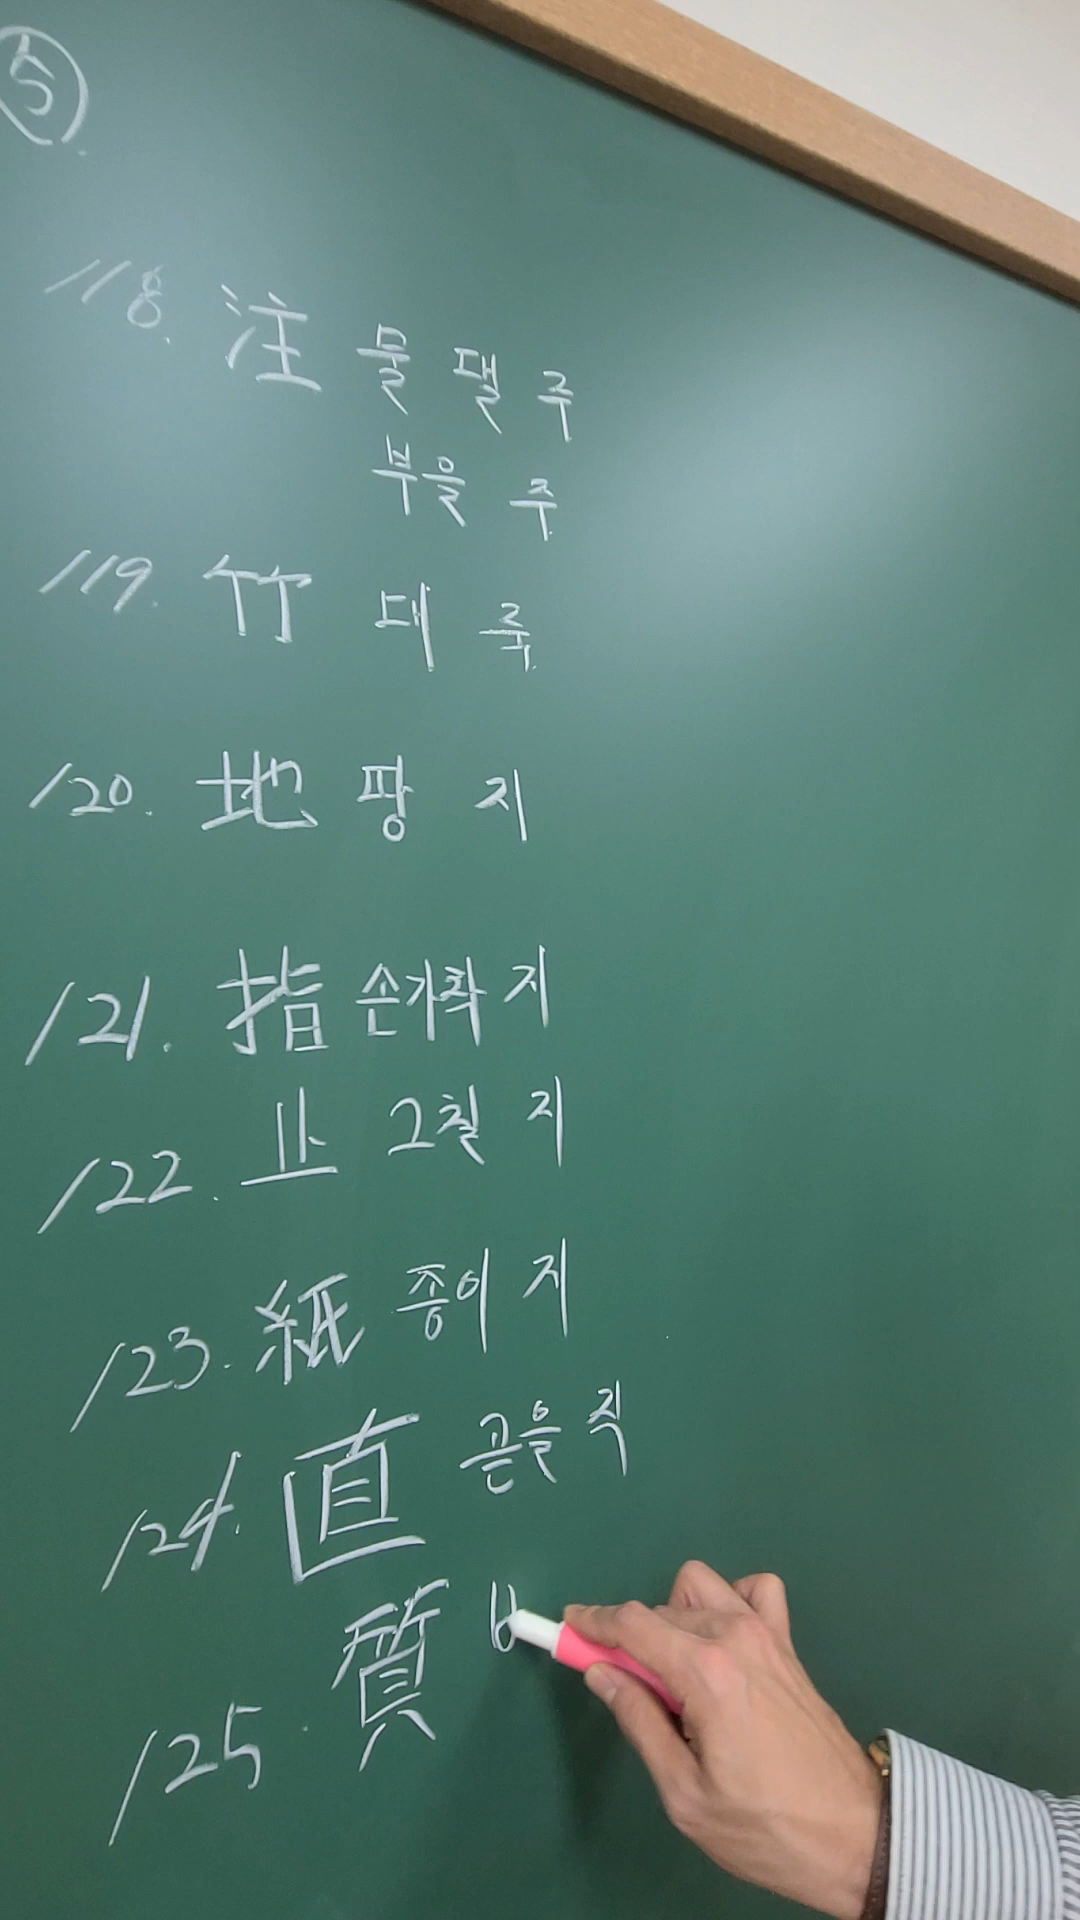 ⑤
118. 注 물 댈 주
부을 주
119. 竹 대 죽
120. 地 땅 지
121. 指 손가락 지
122. 止 그칠 지
123. 紙 종이 지
124. 直 곧을 직
125. 質 ㅂ